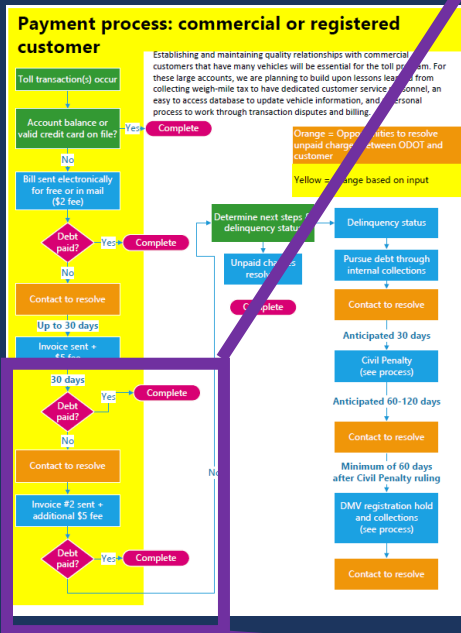 Payment process: commercial or registered
customer
Establishing and maintaining quality relationships with commercial
customers that have many vehicles will be essential for the toll program. For
these large accounts, we are planning to build upon lessons learned from
collecting weigh-mile tax to have dedicated customer service personnel, an
easy to access database to update vehicle information, and a personal
process to work through transaction disputes and billing.
Toll transaction(s) occur
Account balance or
valid credit card on file?
Yes
Complete
Orange = Opportunities to resolve
unpaid charges between ODOT and
customer
Yellow = Change based on input
No
Bill sent electronically
for free or in mail
($2 fee)
Debt
paid?
Yes
Complete
No
Contact to resolve
Up to 30 days
Invoice sent +
$5 fee
30 days
Debt
paid?
Yes
Complete
No
Contact to resolve
Invoice #2 sent +
additional $5 fee
Debt
paid?
Yes
Complete
No
Determine next steps
delinquency status
Unpaid charges
resolved
Complete
Delinquency status
Pursue debt through
internal collections
Contact to resolve
Anticipated 30 days
Civil Penalty
(see process)
Anticipated 60-120 days
Contact to resolve
Minimum of 60 days
after Civil Penalty ruling
DMV registration hold
and collections
(see process)
Contact to resolve